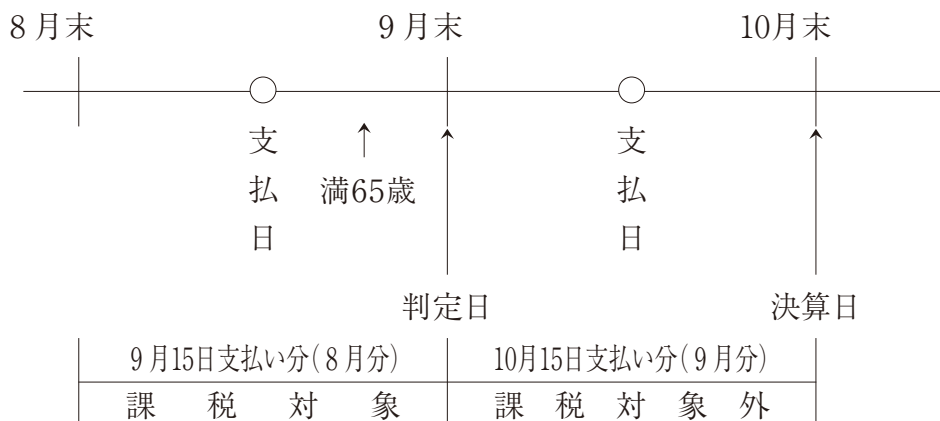 8月末 9月末 10月末
支払日 支払日
満65歳
判定日 決算日
9月15日支払い分(8月分) 10月15日支払い分(9月分)
課税対象 課税対象外